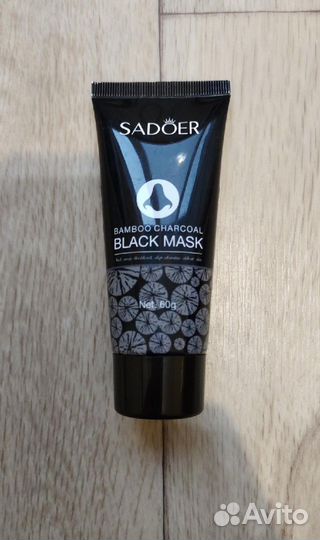 SADOER
BAMBOO CHARCOAL
BLACK MASK
Net. 60g
Avito